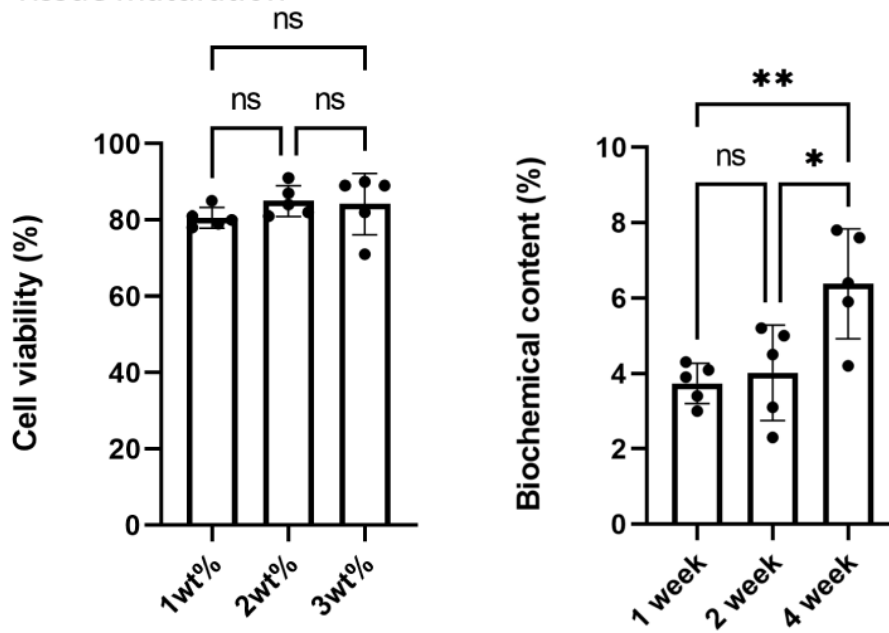 ns
ns ns
Cell viability (%)
100
80
60
40
20
0
1wt% 2wt% 3wt%
**
ns *
Biochemical content (%)
10
8
6
4
2
0
1 week 2 week 4 week